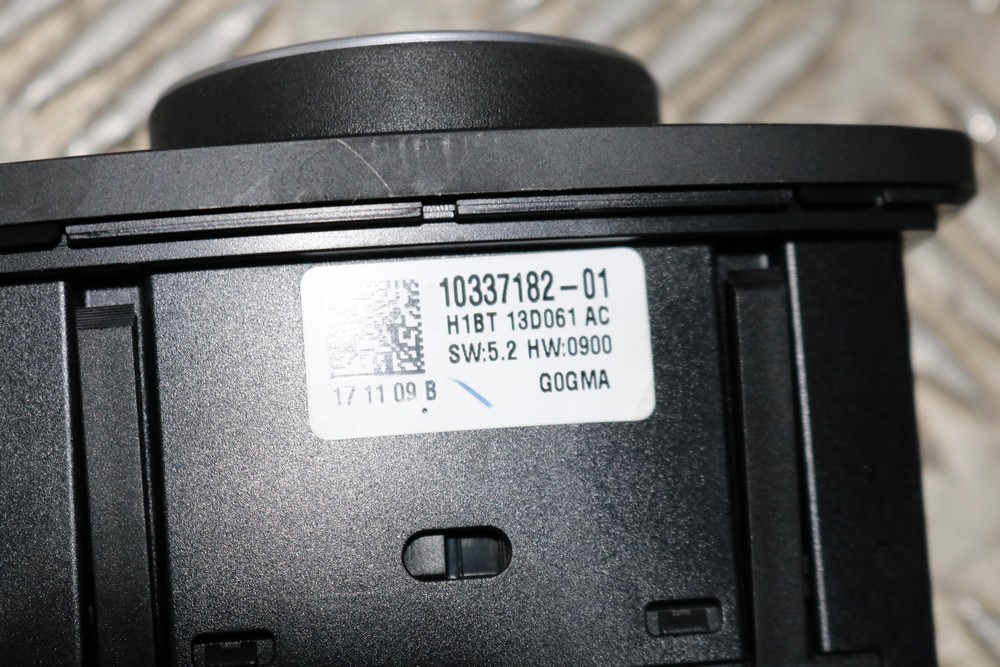 10337182-01
H1BT 13D061 AC
SW:5.2 HW:0900
17 11 09 B
G0GMA